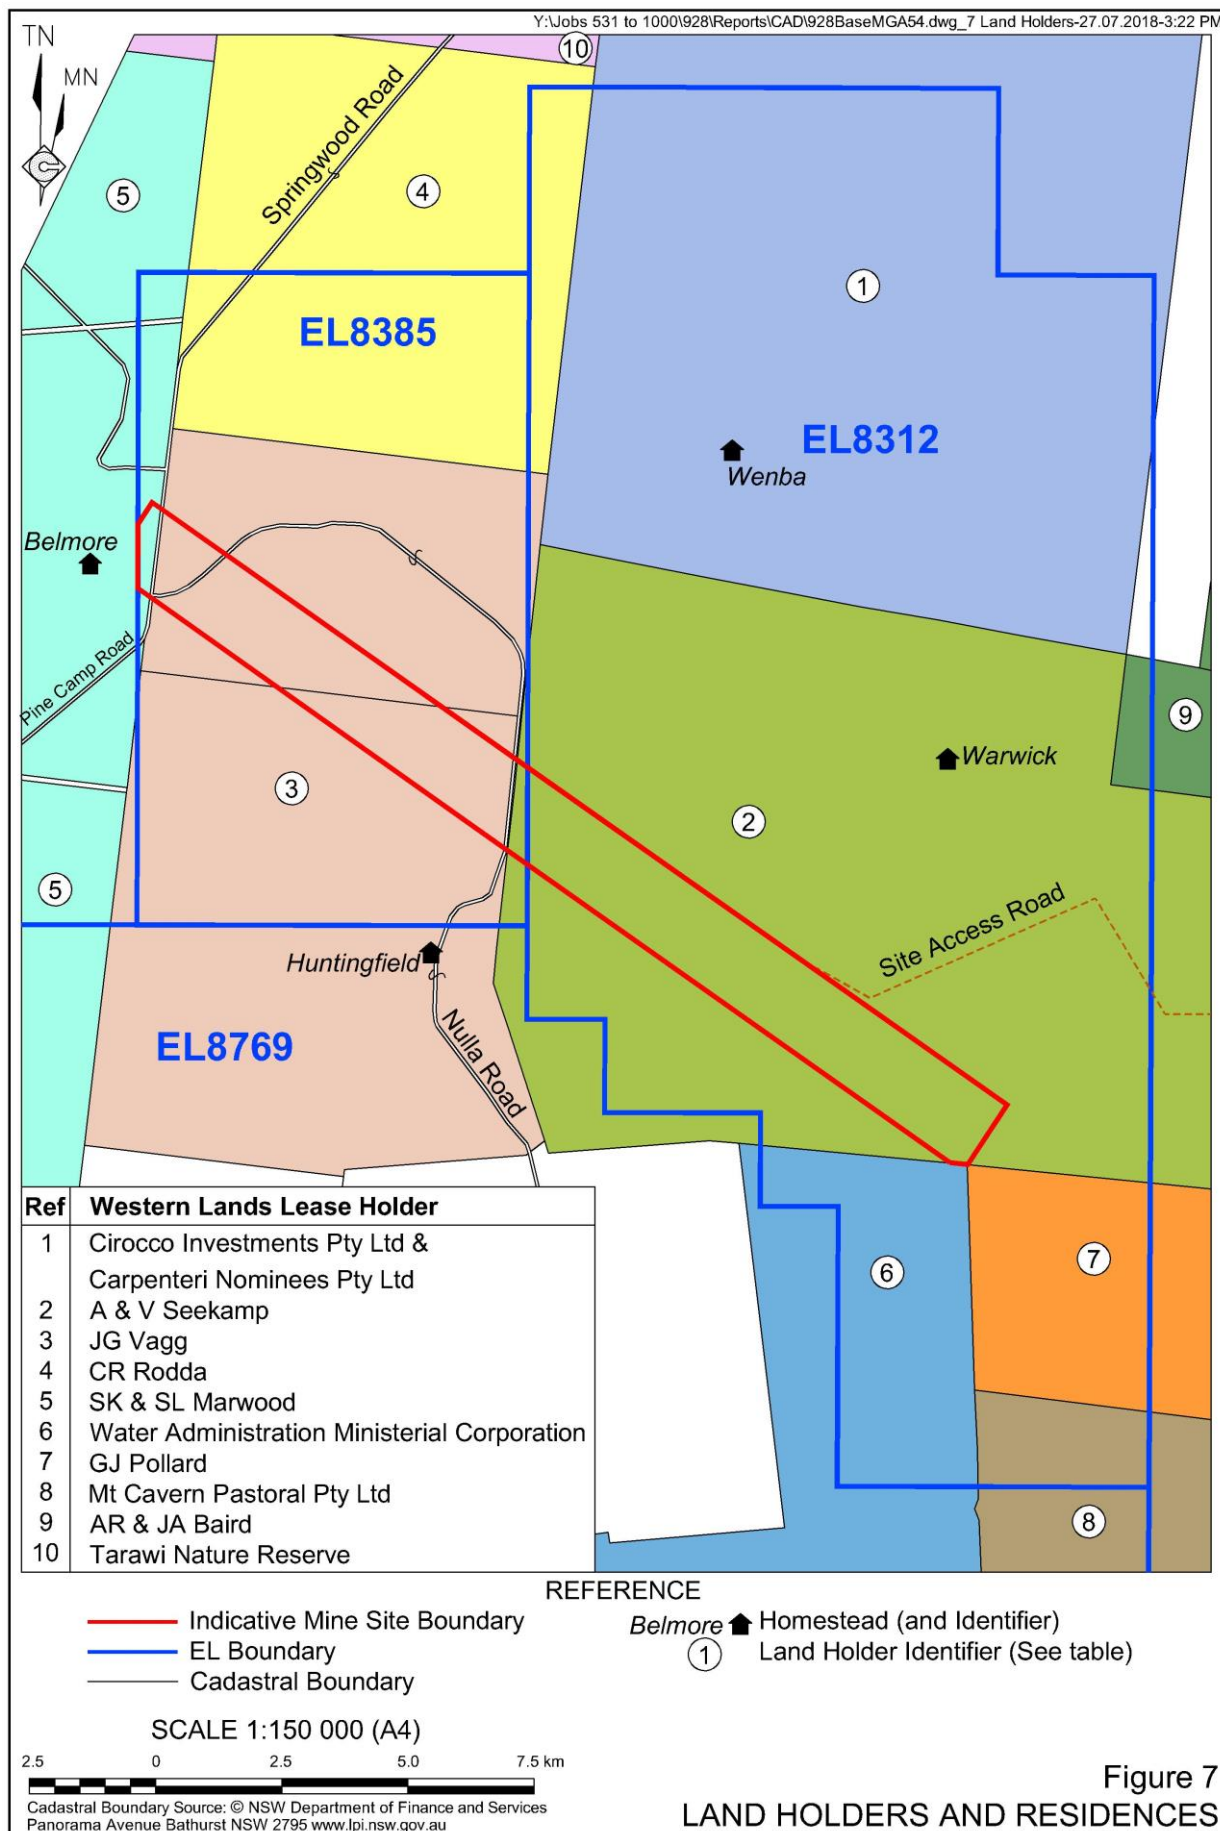 Y:\Jobs 531 to 1000\928\Reports\CAD\928BaseMGA54.dwg_7 Land Holders-27.07.2018-3:22 PM
TN
MN
10
Springwood Road
5
4
1
EL8385
EL8312
Wenba
Belmore
Pine Camp Road
9
Warwick
3
2
5
Site Access Road
Huntingfield
EL8769
Nulla Road
7
6
8
Ref Western Lands Lease Holder
1 Cirocco Investments Pty Ltd &
Carpenteri Nominees Pty Ltd
2 A & V Seekamp
3 JG Vagg
4 CR Rodda
5 SK & SL Marwood
6 Water Administration Ministerial Corporation
7 GJ Pollard
8 Mt Cavern Pastoral Pty Ltd
9 AR & JA Baird
10 Tarawi Nature Reserve
REFERENCE
Indicative Mine Site Boundary
EL Boundary
Cadastral Boundary
Belmore Homestead (and Identifier)
1 Land Holder Identifier (See table)
SCALE 1:150 000 (A4)
2.5 0 2.5 5.0 7.5 km
Cadastral Boundary Source: © NSW Department of Finance and Services
Panorama Avenue Bathurst NSW 2795 www.lpi.nsw.gov.au
Figure 7
LAND HOLDERS AND RESIDENCES